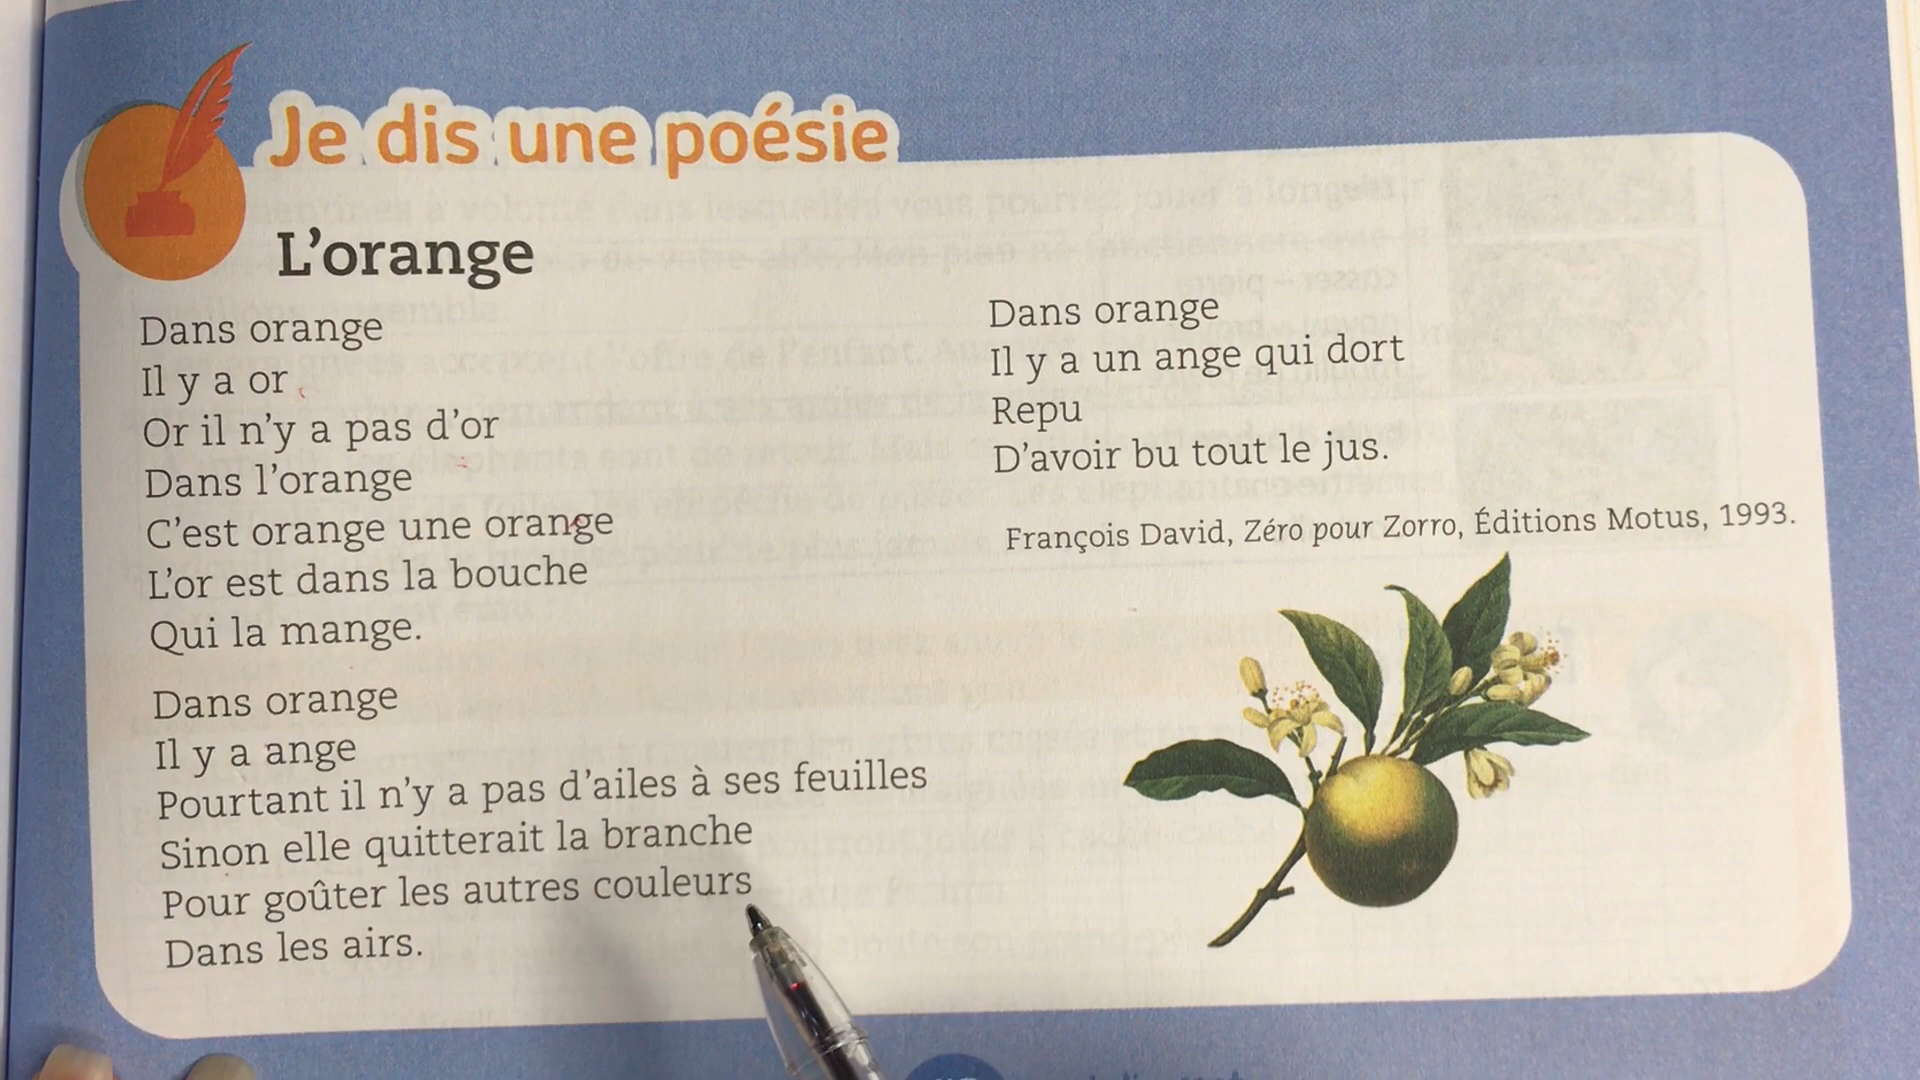 Je dis une poésie
L'orange
Dans orange
Il y a or
Or il n'y a pas d'or
Dans l'orange
C'est orange une orange
L'or est dans la bouche
Qui la mange.
Dans orange
Il y a ange
Pourtant il n'y a pas d'ailes à ses feuilles
Sinon elle quitterait la branche
Pour goûter les autres couleurs
Dans les airs.
Dans orange
Il y a un ange qui dort
Repu
D'avoir bu tout le jus.
François David, Zéro pour Zorro, Éditions Motus, 1993.